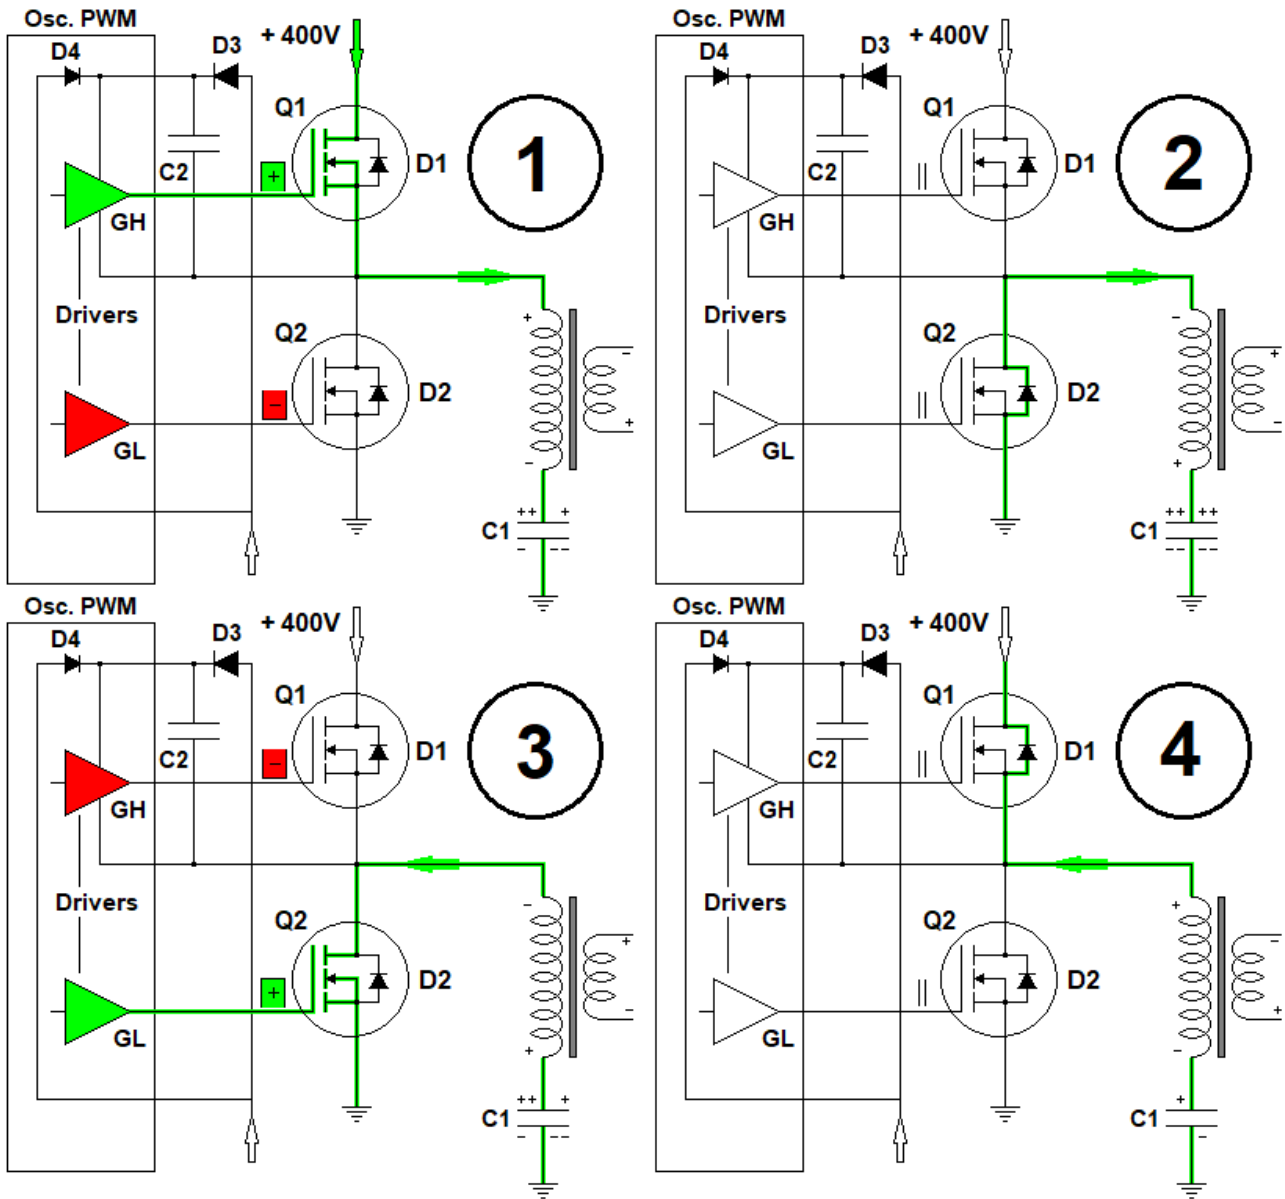 Osc. PWM
D4
D3
+ 400V
Q1
D1
1
+
C2
GH
Drivers
Q2
D2
−
GL
+
−
−
+
C1
++ +
- --
Osc. PWM
D4
D3
+ 400V
Q1
D1
2
||
C2
GH
Drivers
Q2
D2
||
GL
−
+
+
−
C1
++ ++
-- --
Osc. PWM
D4
D3
+ 400V
Q1
D1
3
−
C2
GH
Drivers
Q2
D2
+
GL
−
+
+
−
C1
++ +
- --
Osc. PWM
D4
D3
+ 400V
Q1
D1
4
||
C2
GH
Drivers
Q2
D2
||
GL
+
−
−
+
C1
+
-